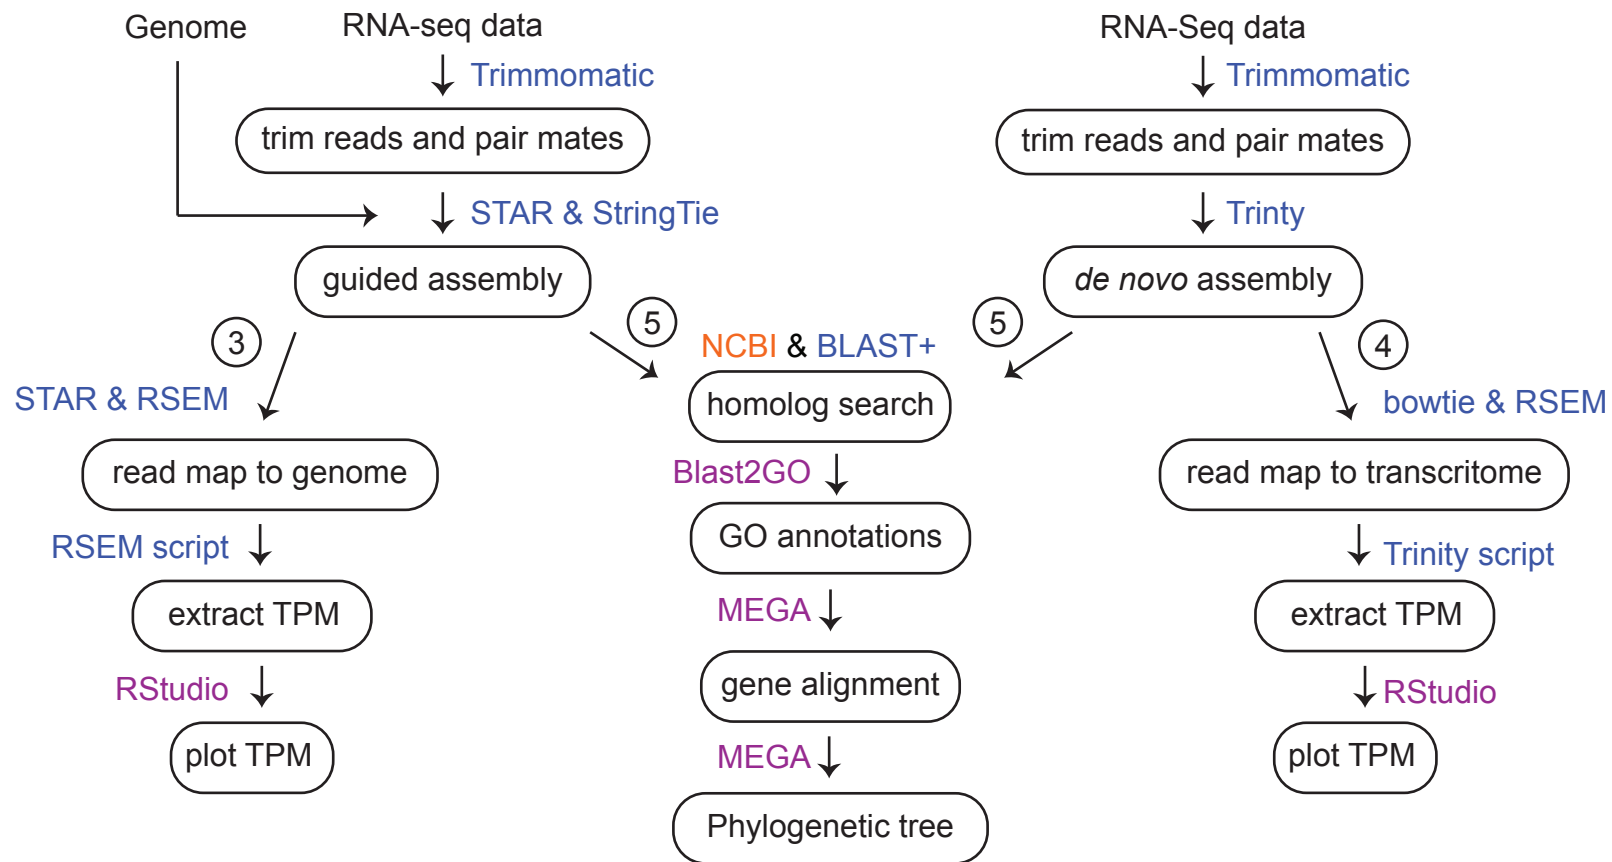 Genome
RNA-seq data
RNA-Seq data
Trimmomatic
Trimmomatic
trim reads and pair mates
trim reads and pair mates
STAR & StringTie
Trinty
guided assembly
de novo assembly
3
5
5
4
NCBI & BLAST+
STAR & RSEM
homolog search
bowtie & RSEM
read map to genome
Blast2GO
read map to transcritome
RSEM script
GO annotations
Trinity script
extract TPM
MEGA
extract TPM
RStudio
gene alignment
RStudio
plot TPM
MEGA
plot TPM
Phylogenetic tree